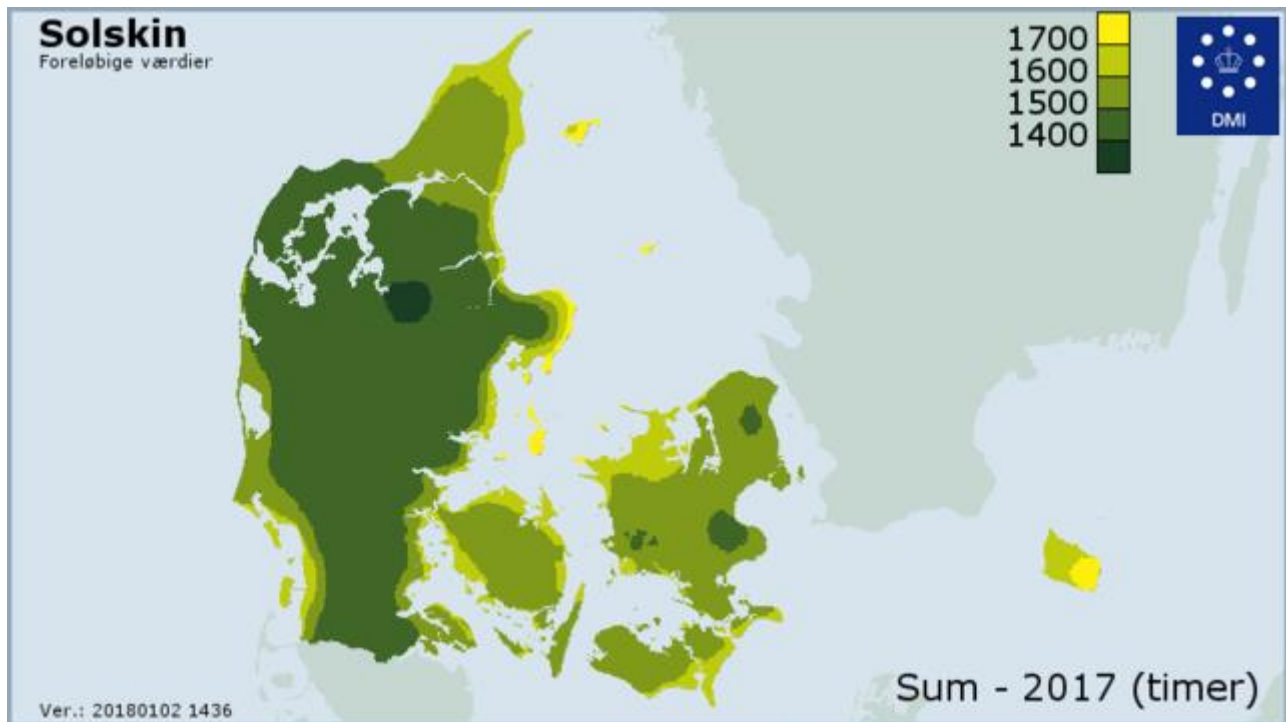 Solskin
Foreløbige værdier
1700
1600
1500
1400
DMI
Sum - 2017 (timer)
Ver.: 20180102 1436